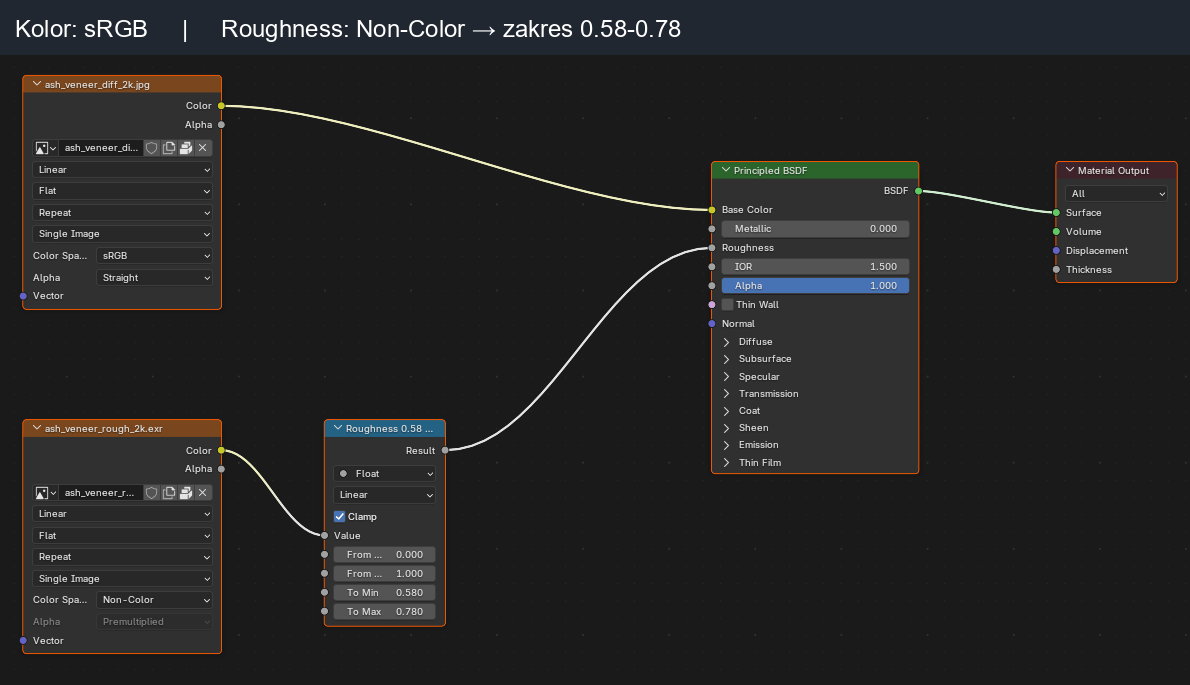 Kolor: sRGB | Roughness: Non-Color → zakres 0.58-0.78
ash_veneer_diff_2k.jpg
Color
Alpha
ash_veneer_di...
Linear
Flat
Repeat
Single Image
Color Spa... sRGB
Alpha Straight
Vector
ash_veneer_rough_2k.exr
Color
Alpha
ash_veneer_r...
Linear
Flat
Repeat
Single Image
Color Spa... Non-Color
Alpha Premultiplied
Vector
Roughness 0.58 ...
Result
Float
Linear
Clamp
Value
From ... 0.000
From ... 1.000
To Min 0.580
To Max 0.780
Principled BSDF
BSDF
Base Color
Metallic 0.000
Roughness
IOR 1.500
Alpha 1.000
Thin Wall
Normal
Diffuse
Subsurface
Specular
Transmission
Coat
Sheen
Emission
Thin Film
Material Output
All
Surface
Volume
Displacement
Thickness